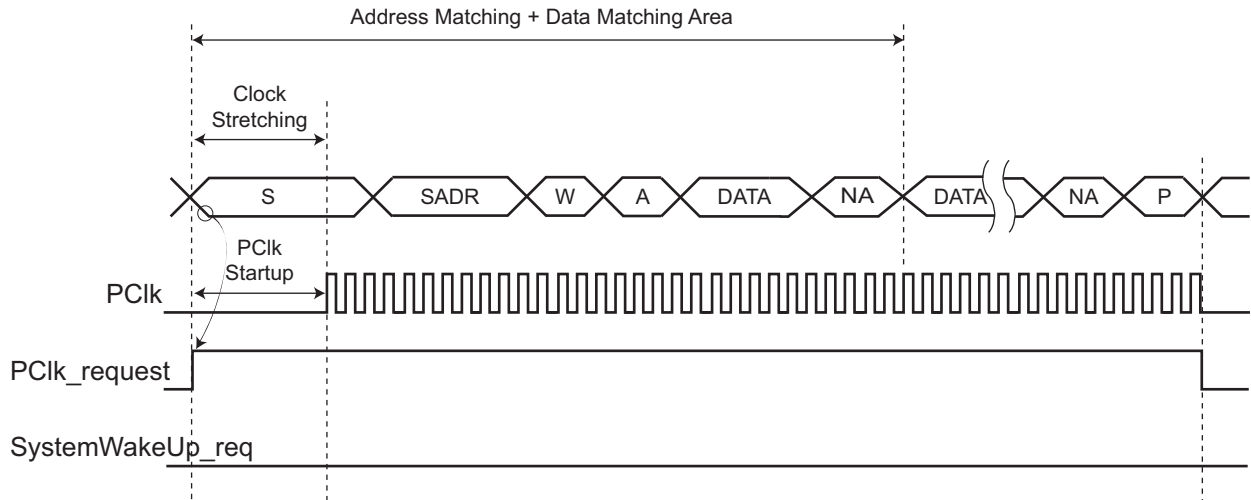 Address Matching + Data Matching Area
Clock
Stretching
S SADR W A DATA NA DATA NA P
PClk
Startup
PClk
PClk_request
SystemWakeUp_req